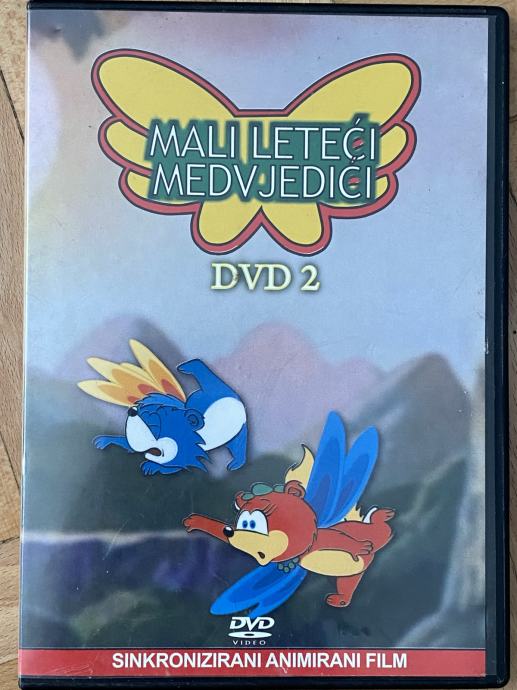 MALI LETEĆI
MEDVJEDIĆI
DVD 2
DVD
VIDEO
SINKRONIZIRANI ANIMIRANI FILM